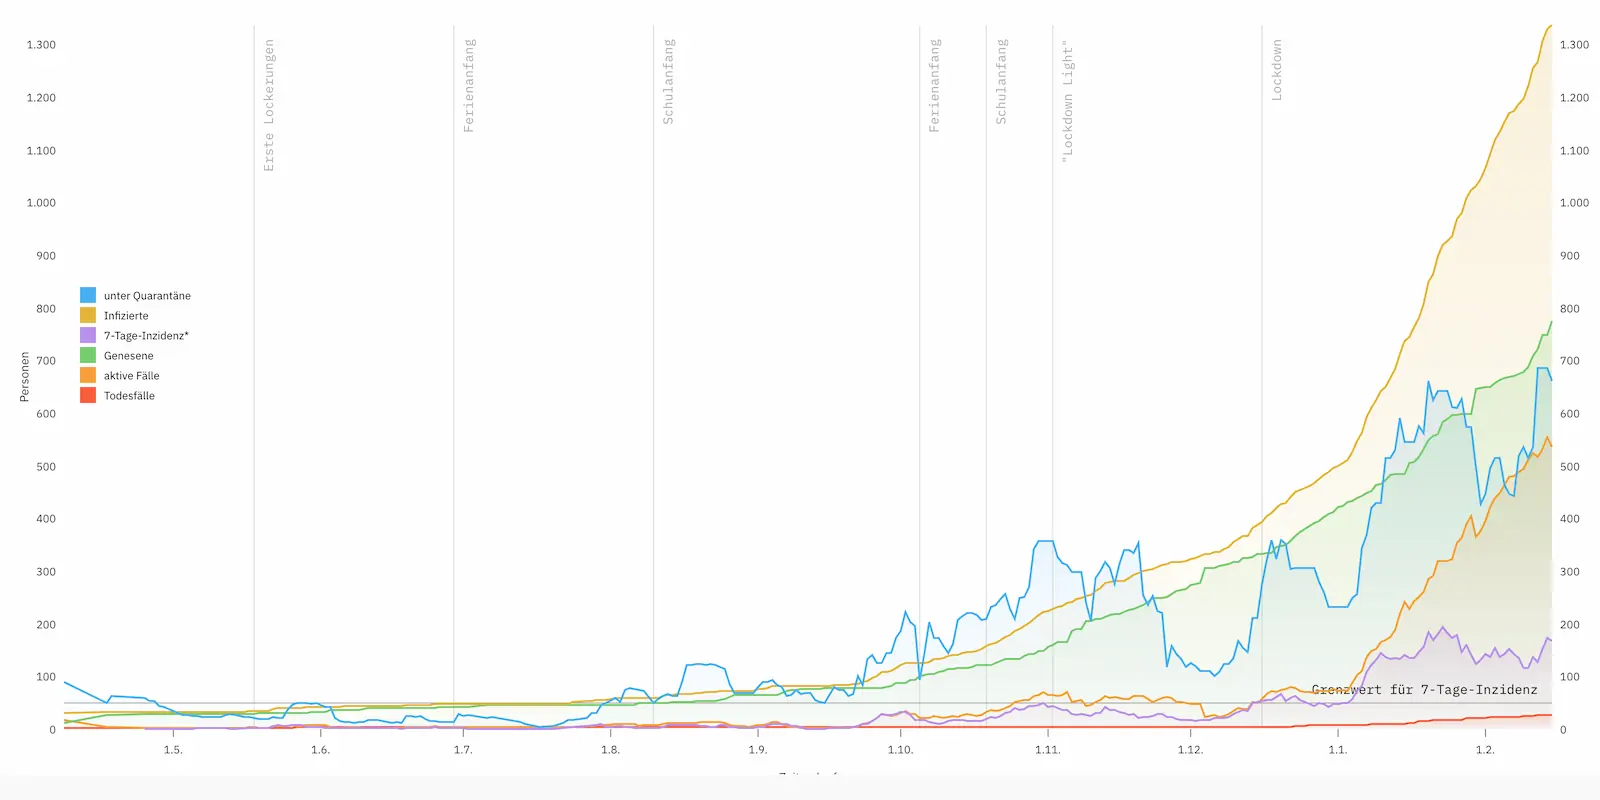 Erste Lockerungen
Ferienanfang
Schulanfang
Ferienanfang
Schulanfang
"Lockdown Light"
Lockdown
1.300
1.200
1.100
1.000
900
800
700
600
500
400
300
200
100
0
Personen
unter Quarantäne
Infizierte
7-Tage-Inzidenz*
Genesene
aktive Fälle
Todesfälle
1.300
1.200
1.100
1.000
900
800
700
600
500
400
300
200
100
0
Grenzwert für 7-Tage-Inzidenz
1.5.
1.6.
1.7.
1.8.
1.9.
1.10.
1.11.
1.12.
1.1.
1.2.